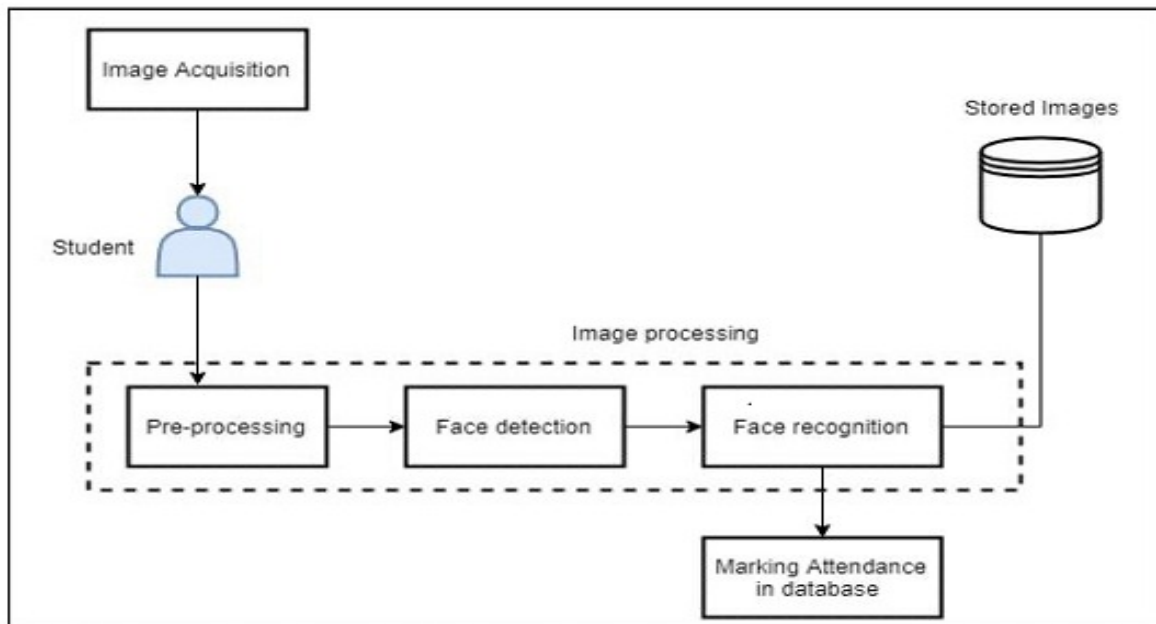 Image Acquisition
Stored Images
Student
Image processing
Pre-processing
Face detection
Face recognition
Marking Attendance
in database